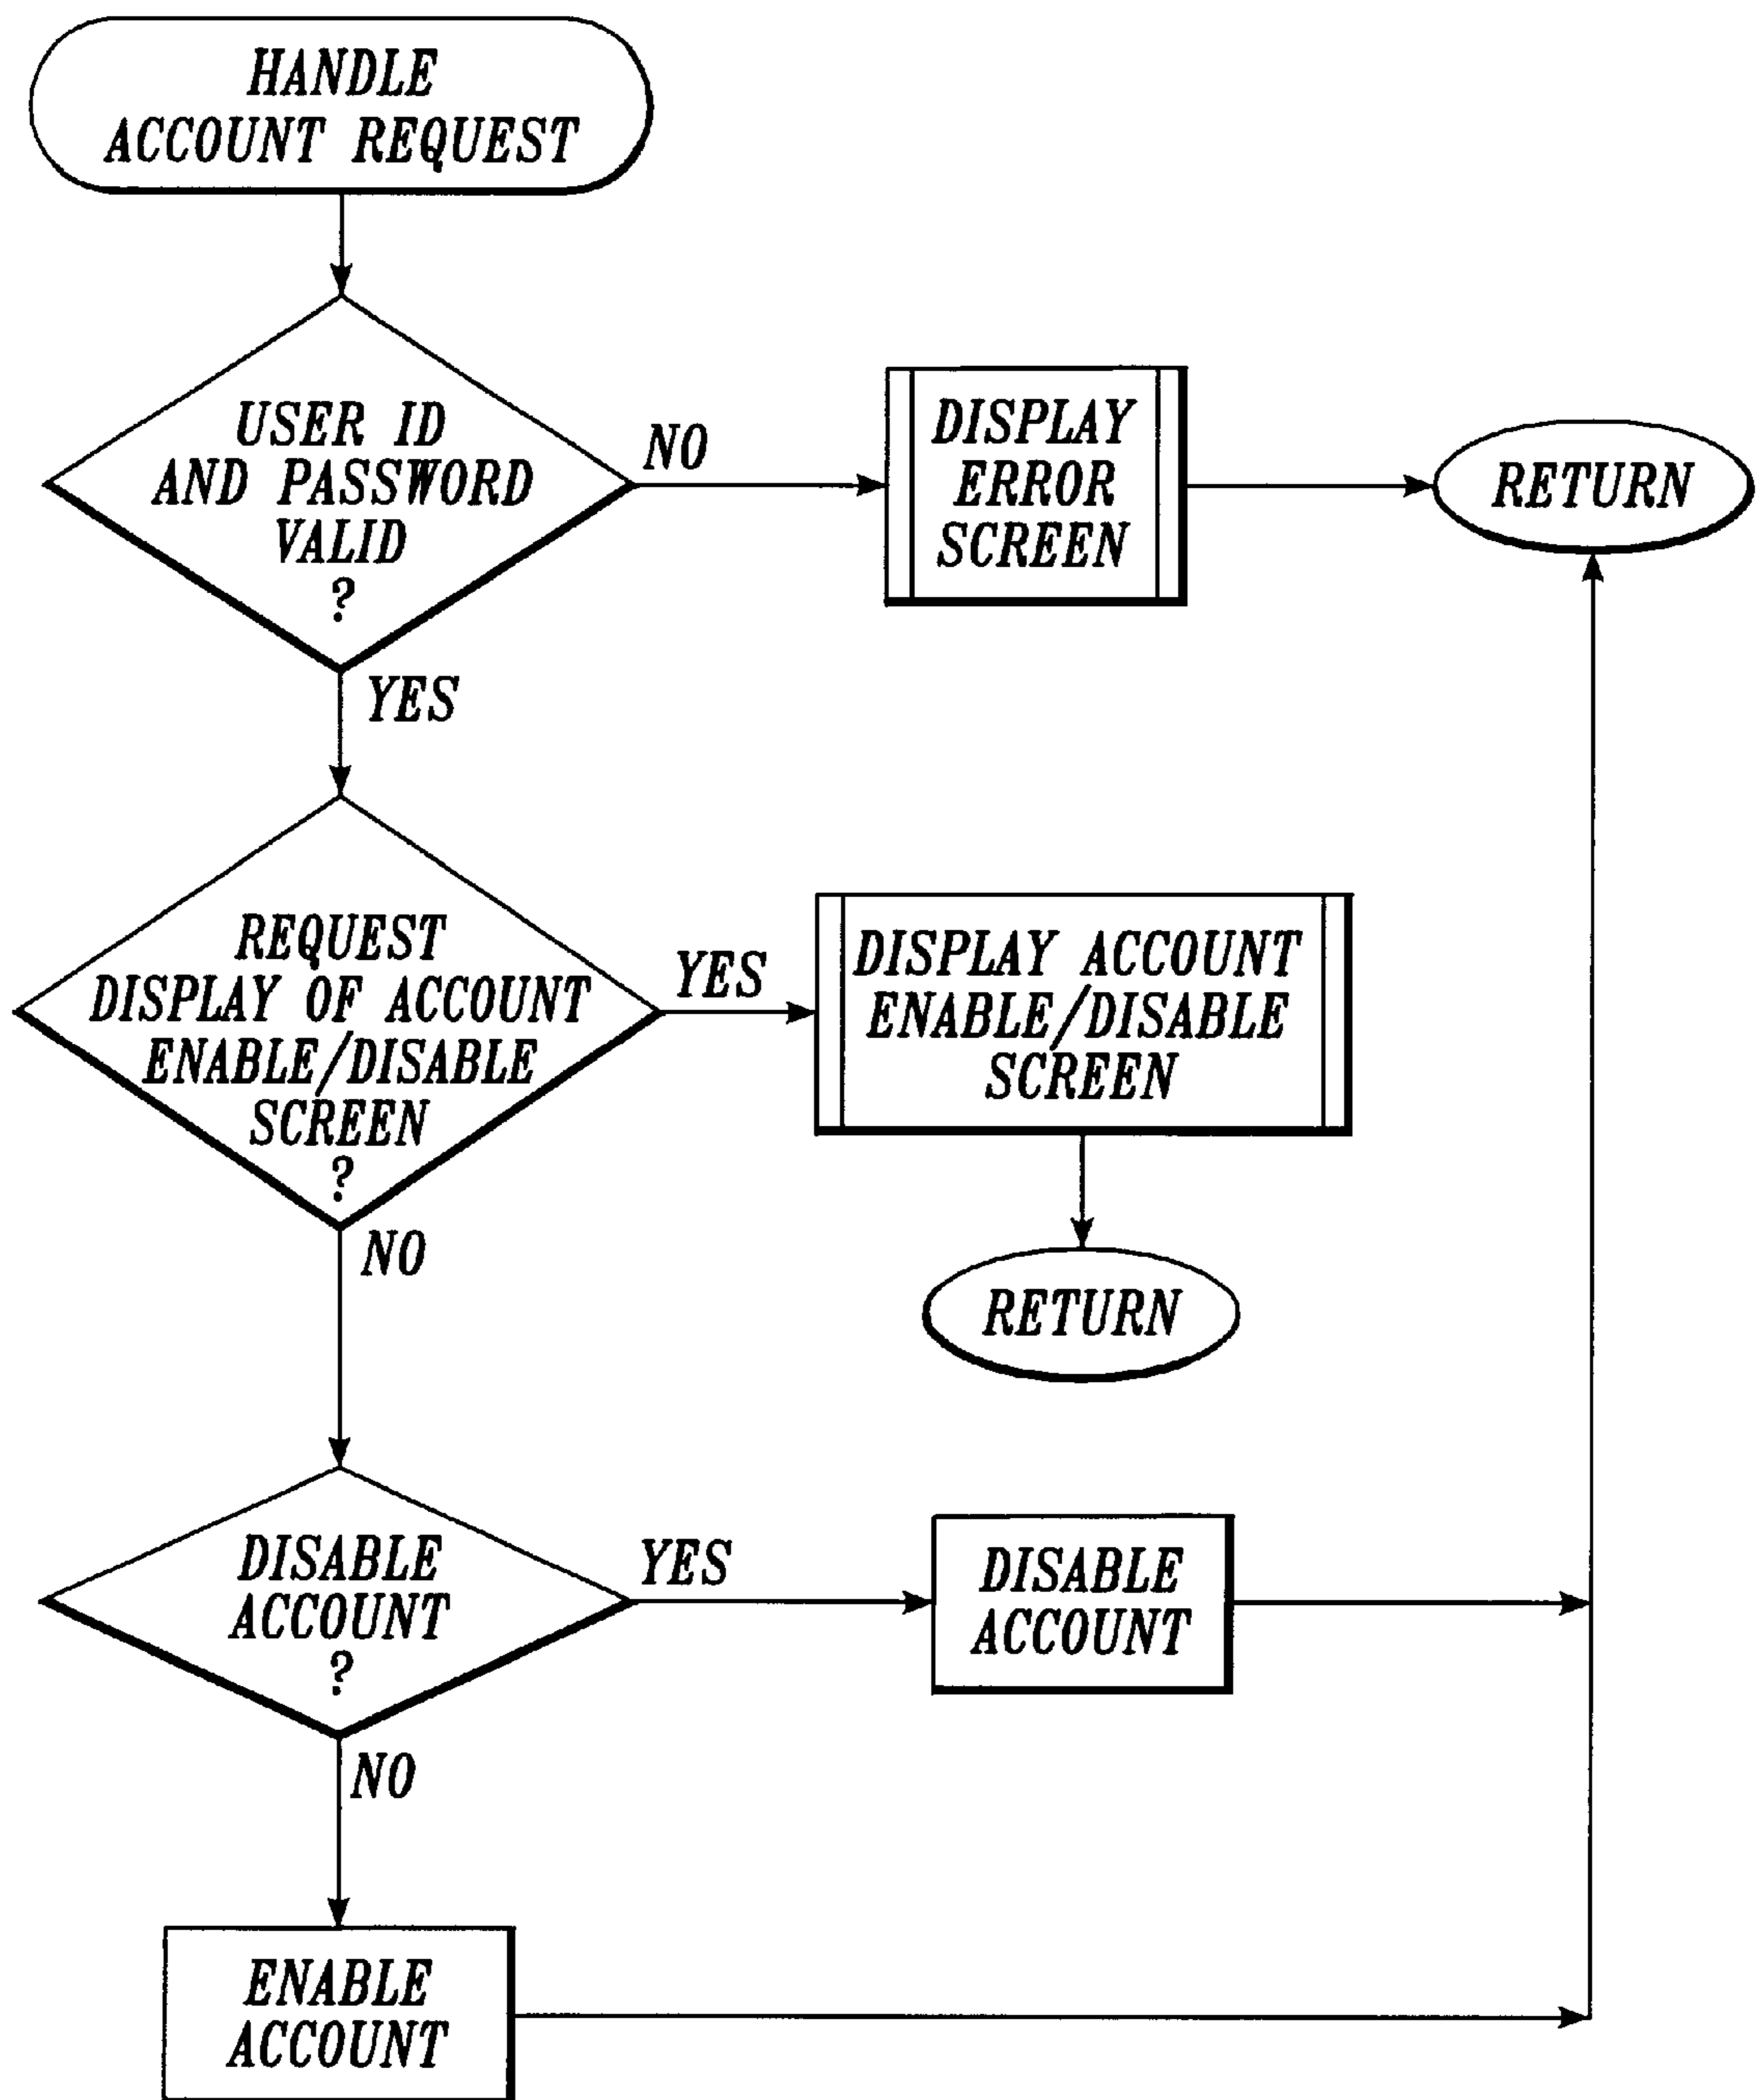 HANDLE
ACCOUNT REQUEST
USER ID
AND PASSWORD
VALID
?
NO
DISPLAY
ERROR
SCREEN
RETURN
YES
REQUEST
DISPLAY OF ACCOUNT
ENABLE/DISABLE
SCREEN
?
YES
DISPLAY ACCOUNT
ENABLE/DISABLE
SCREEN
RETURN
NO
DISABLE
ACCOUNT
?
YES
DISABLE
ACCOUNT
NO
ENABLE
ACCOUNT